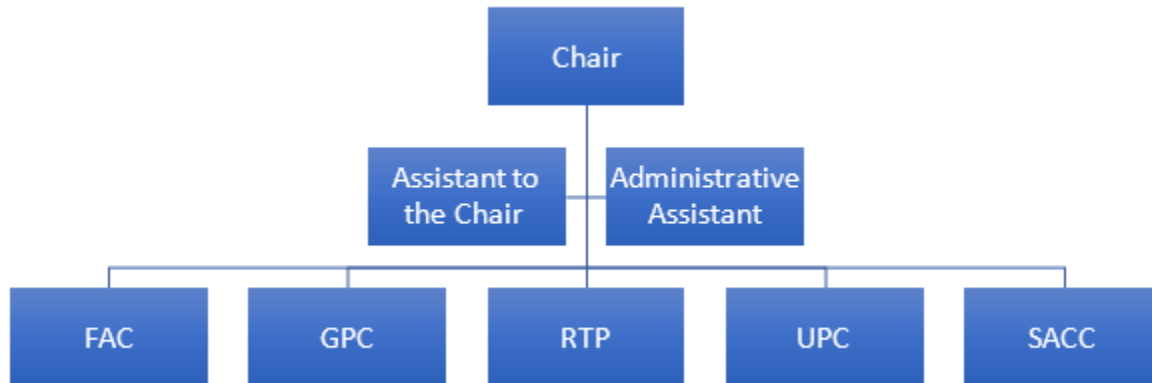 Chair
Assistant to
the Chair
Administrative
Assistant
FAC
GPC
RTP
UPC
SACC